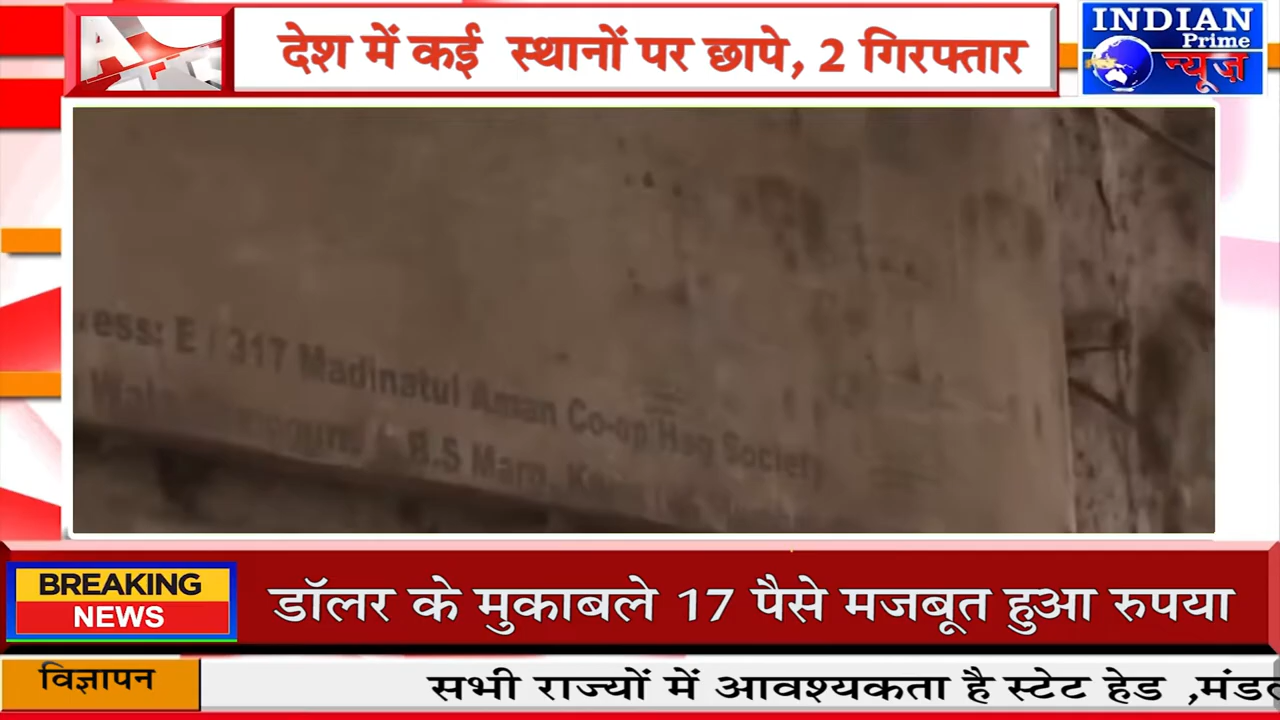 देश में कई स्थानों पर छापे, 2 गिरफ्तार
INDIAN
Prime
न्यूज़
ess: E / 317 Madinatul Aman Co-op Hsg Society
B.S Marg,
BREAKING
NEWS
डॉलर के मुकाबले 17 पैसे मजबूत हुआ रुपया
विज्ञापन
सभी राज्यों में आवश्यकता है स्टेट हेड ,मंडल